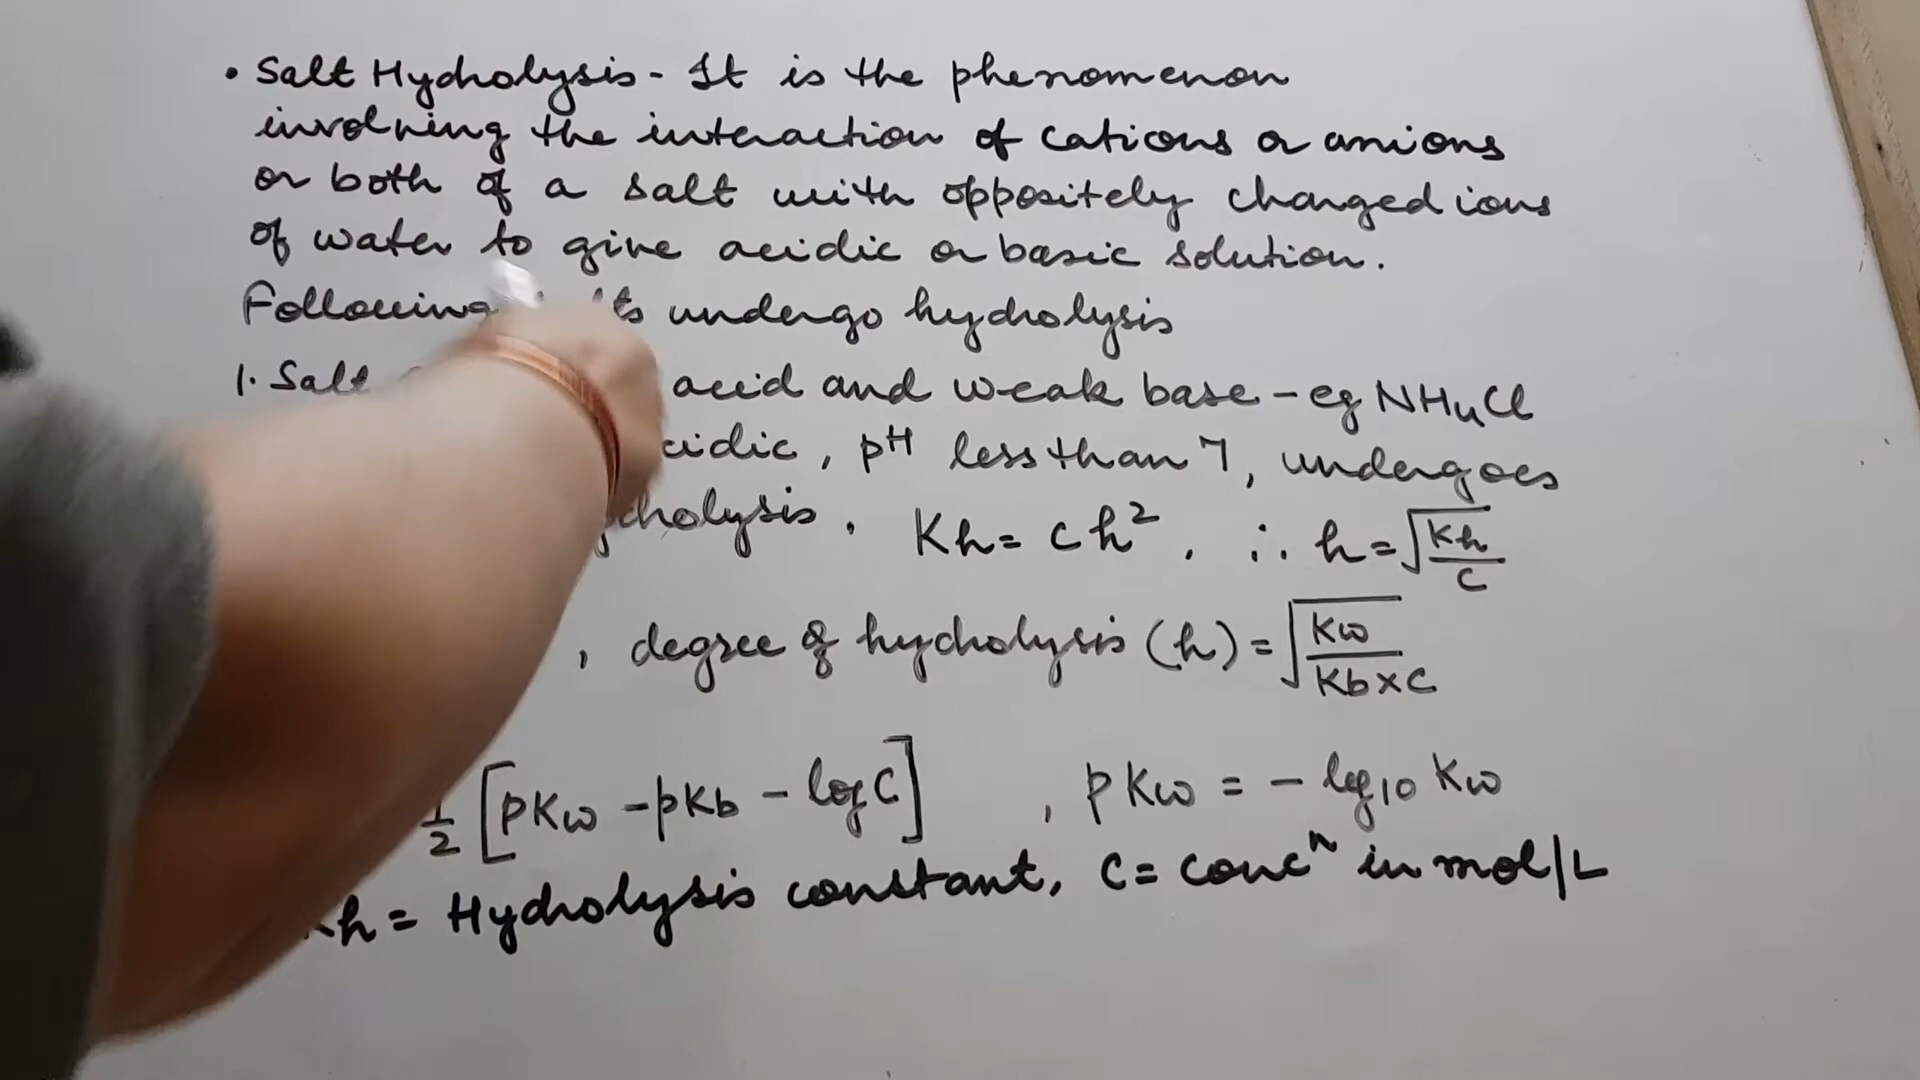 • Salt Hydrolysis - It is the phenomenon
involving the interaction of cations or anions
or both of a salt with oppositely charged ions
of water to give acidic or basic solution.
Following undergo hydrolysis
1. Salt acid and weak base - eg NH4Cl
, pH less than 7, undergoes
. Kh = ch², ∴ h = √(Kh/C)
, degree of hydrolysis (h) = √(Kw/(Kb×C))
1/2 [pKw - pKb - log C] , pKw = - log10 Kw
Kh = Hydrolysis constant, C = concⁿ in mol/L